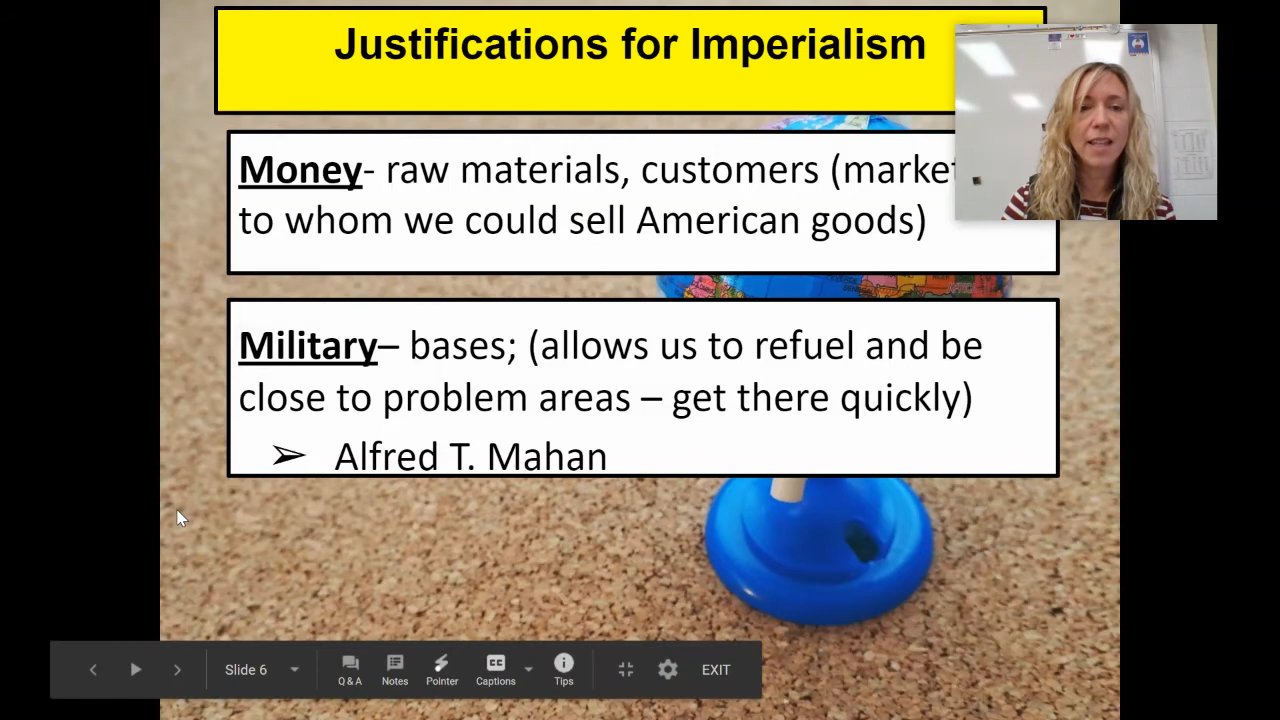 Justifications for Imperialism
Money- raw materials, customers (market
to whom we could sell American goods)
Military– bases; (allows us to refuel and be
close to problem areas – get there quickly)
➢ Alfred T. Mahan
Slide 6
Q & A
Notes
Pointer
CC
Captions
Tips
EXIT